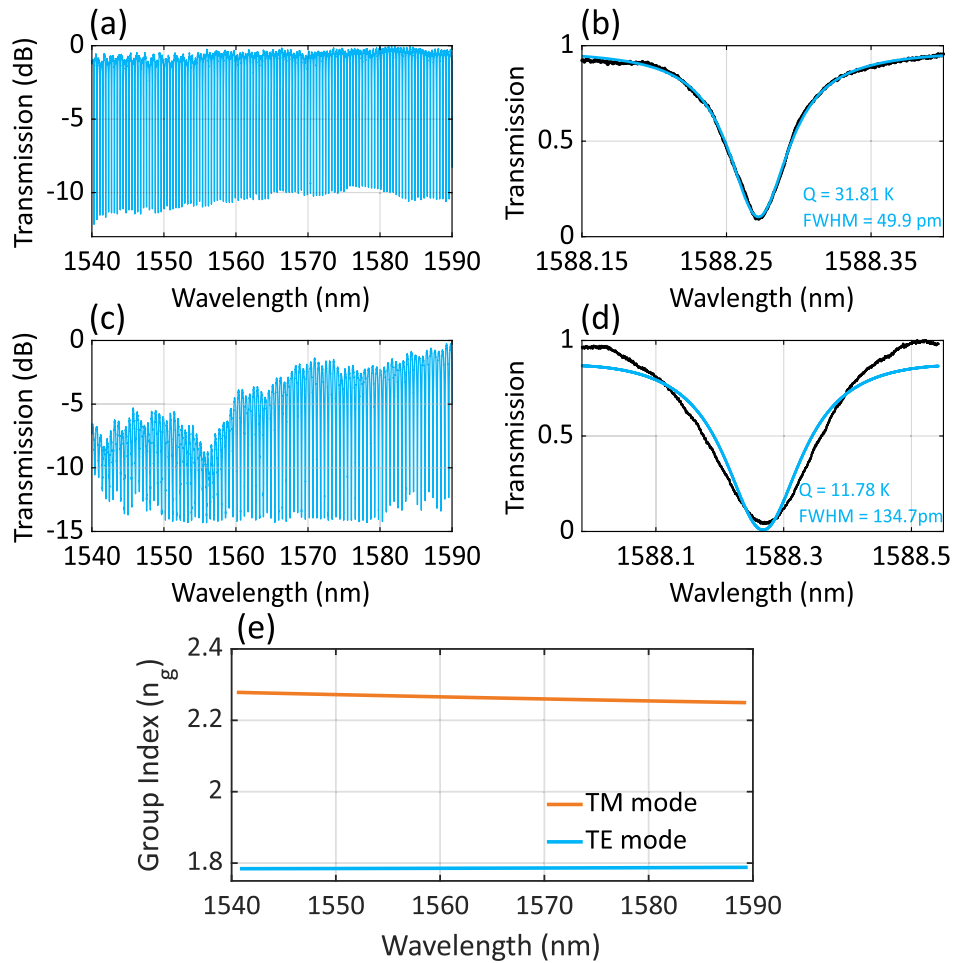 (a)
Transmission (dB)
0
-5
-10
1540 1550 1560 1570 1580 1590
Wavelength (nm)
(b)
Transmission
1
0.5
0
Q = 31.81 K
FWHM = 49.9 pm
1588.15 1588.25 1588.35
Wavelength (nm)
(c)
Transmission (dB)
0
-5
-10
-15
1540 1550 1560 1570 1580 1590
Wavelength (nm)
(d)
Transmission
1
0.5
0
Q = 11.78 K
FWHM = 134.7pm
1588.1 1588.3 1588.5
Wavlength (nm)
(e)
Group Index (ng)
2.4
2.2
2
1.8
TM mode
TE mode
1540 1550 1560 1570 1580 1590
Wavelength (nm)